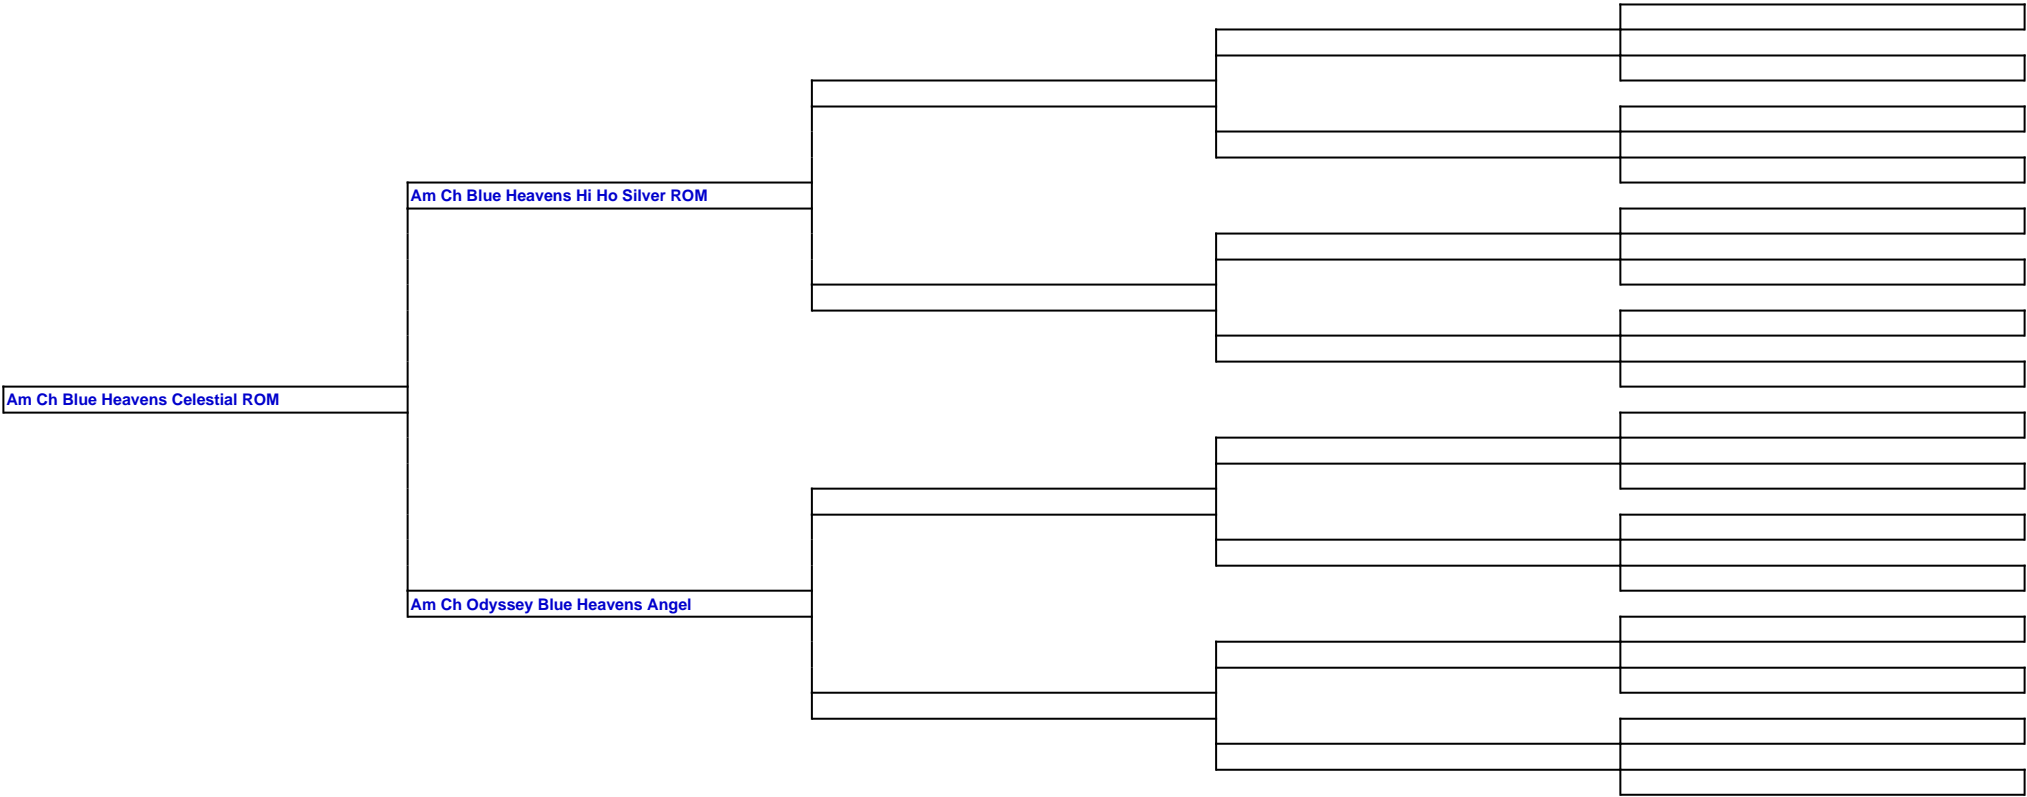 Am Ch Blue Heavens Hi Ho Silver ROM
Am Ch Blue Heavens Celestial ROM
Am Ch Odyssey Blue Heavens Angel